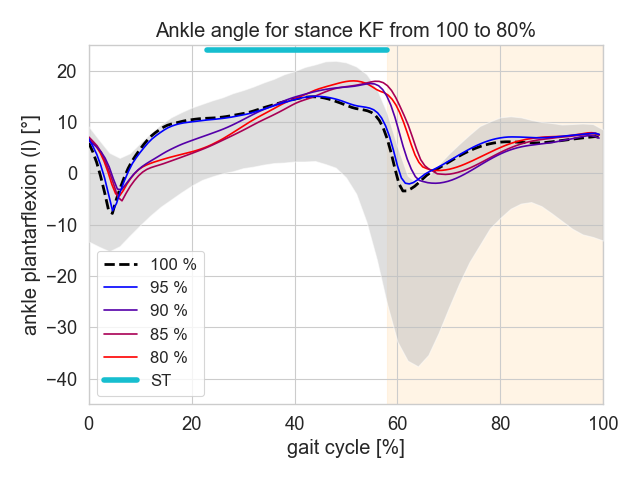 Ankle angle for stance KF from 100 to 80%
ankle plantarflexion (l) [°]
20
10
0
−10
−20
−30
−40
100 %
95 %
90 %
85 %
80 %
ST
0 20 40 60 80 100
gait cycle [%]